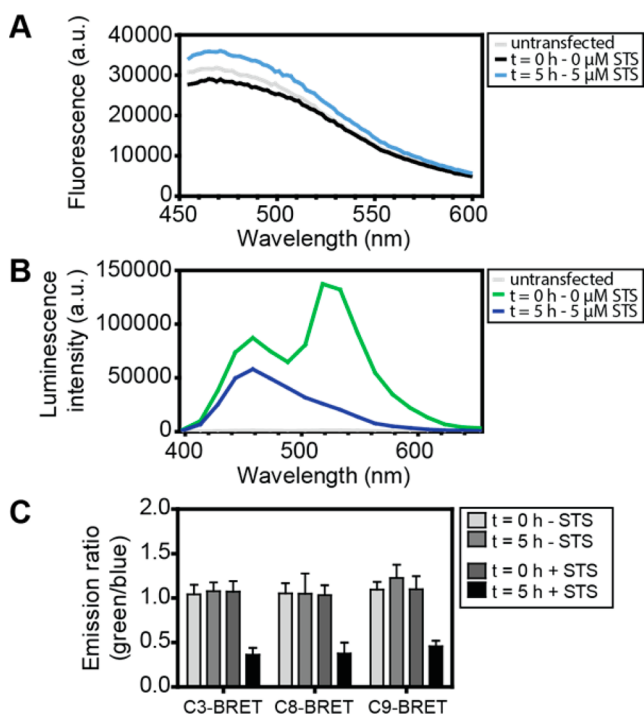 A
Fluorescence (a.u.)
40000
30000
20000
10000
0
450
500
550
600
Wavelength (nm)
untransfected
t = 0 h - 0 µM STS
t = 5 h - 5 µM STS
B
Luminescence
intensity (a.u.)
150000
100000
50000
0
400
500
600
Wavelength (nm)
untransfected
t = 0 h - 0 µM STS
t = 5 h - 5 µM STS
C
Emission ratio
(green/blue)
2.0
1.5
1.0
0.5
0.0
C3-BRET
C8-BRET
C9-BRET
t = 0 h - STS
t = 5 h - STS
t = 0 h + STS
t = 5 h + STS